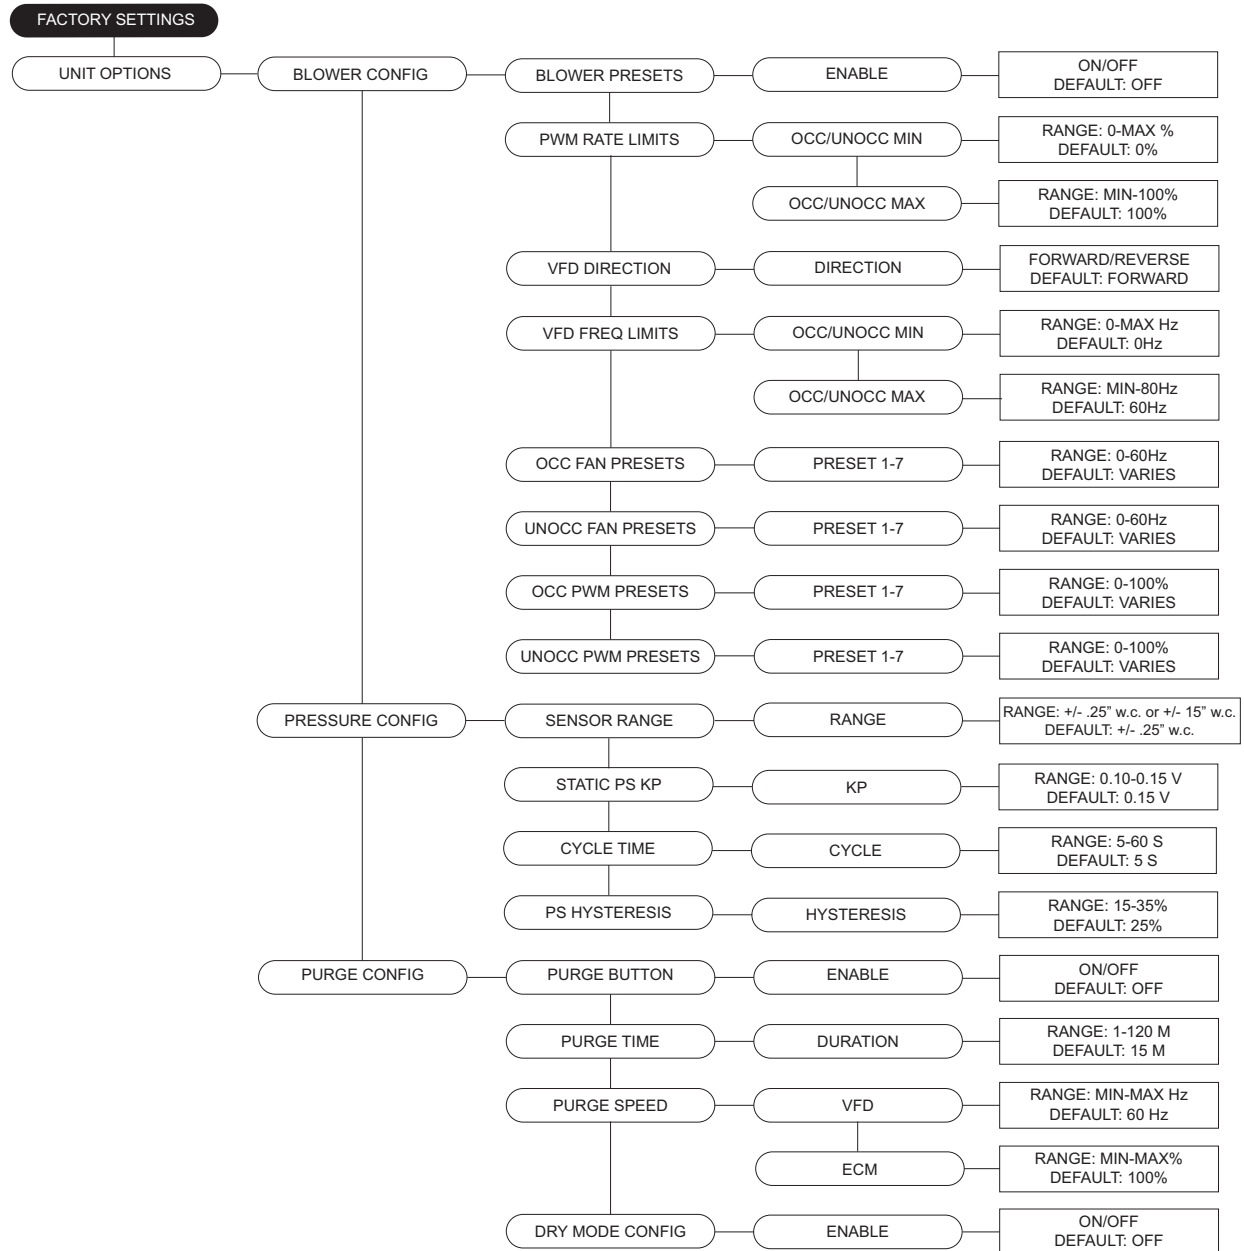 FACTORY SETTINGS
UNIT OPTIONS
BLOWER CONFIG
BLOWER PRESETS
ENABLE
ON/OFF
DEFAULT: OFF
PWM RATE LIMITS
OCC/UNOCC MIN
RANGE: 0-MAX %
DEFAULT: 0%
OCC/UNOCC MAX
RANGE: MIN-100%
DEFAULT: 100%
VFD DIRECTION
DIRECTION
FORWARD/REVERSE
DEFAULT: FORWARD
VFD FREQ LIMITS
OCC/UNOCC MIN
RANGE: 0-MAX Hz
DEFAULT: 0Hz
OCC/UNOCC MAX
RANGE: MIN-80Hz
DEFAULT: 60Hz
OCC FAN PRESETS
PRESET 1-7
RANGE: 0-60Hz
DEFAULT: VARIES
UNOCC FAN PRESETS
PRESET 1-7
RANGE: 0-60Hz
DEFAULT: VARIES
OCC PWM PRESETS
PRESET 1-7
RANGE: 0-100%
DEFAULT: VARIES
UNOCC PWM PRESETS
PRESET 1-7
RANGE: 0-100%
DEFAULT: VARIES
PRESSURE CONFIG
SENSOR RANGE
RANGE
RANGE: +/- .25” w.c. or +/- 15” w.c.
DEFAULT: +/- .25” w.c.
STATIC PS KP
KP
RANGE: 0.10-0.15 V
DEFAULT: 0.15 V
CYCLE TIME
CYCLE
RANGE: 5-60 S
DEFAULT: 5 S
PS HYSTERESIS
HYSTERESIS
RANGE: 15-35%
DEFAULT: 25%
PURGE CONFIG
PURGE BUTTON
ENABLE
ON/OFF
DEFAULT: OFF
PURGE TIME
DURATION
RANGE: 1-120 M
DEFAULT: 15 M
PURGE SPEED
VFD
RANGE: MIN-MAX Hz
DEFAULT: 60 Hz
ECM
RANGE: MIN-MAX%
DEFAULT: 100%
DRY MODE CONFIG
ENABLE
ON/OFF
DEFAULT: OFF